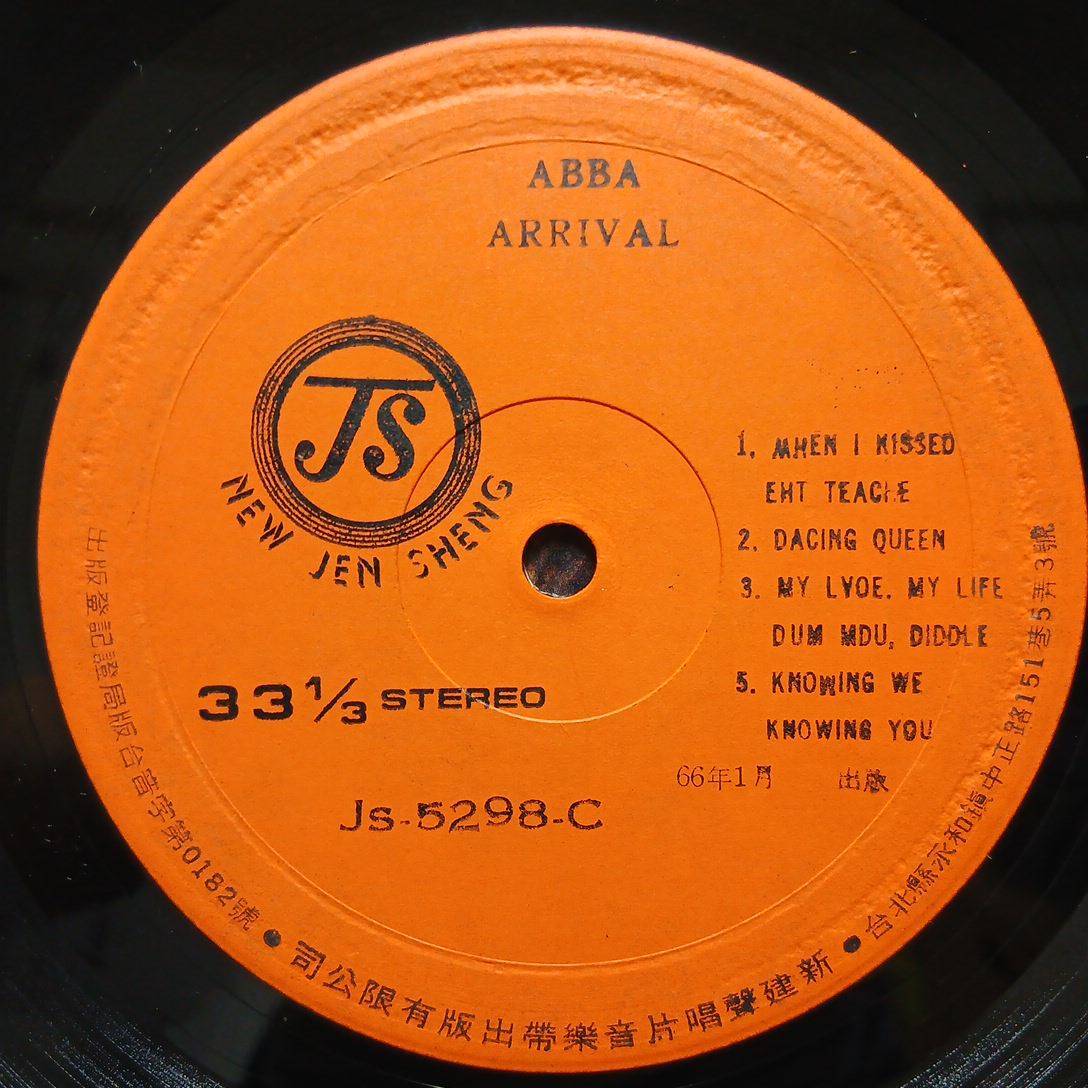 ABBA
ARRIVAL
JS
NEW JEN SHENG
33 1/3 STEREO
Js-5298-C
1. MHEN I KISSED
EHT TEACHE
2. DACING QUEEN
3. MY LVOE, MY LIFE
DUM MDU, DIDDLE
5. KNOWING WE
KNOWING YOU
66年1月 出版
出版登記證局版台音字第0182號●司公限有版出帶樂音片唱聲建新●台北縣永和鎮中正路151巷5弄3號